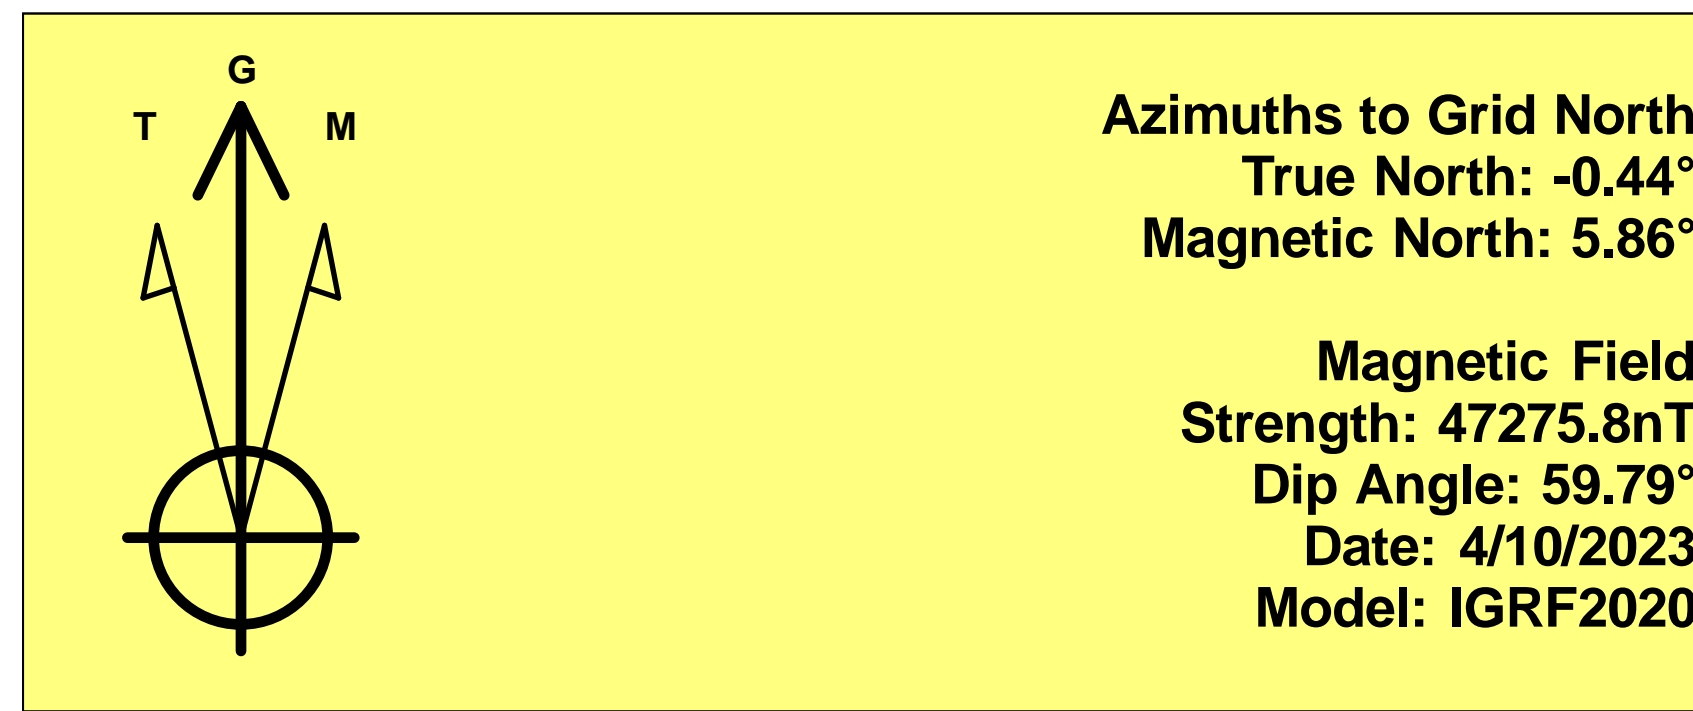 G
T M
Azimuths to Grid North
True North: -0.44°
Magnetic North: 5.86°
Magnetic Field
Strength: 47275.8nT
Dip Angle: 59.79°
Date: 4/10/2023
Model: IGRF2020